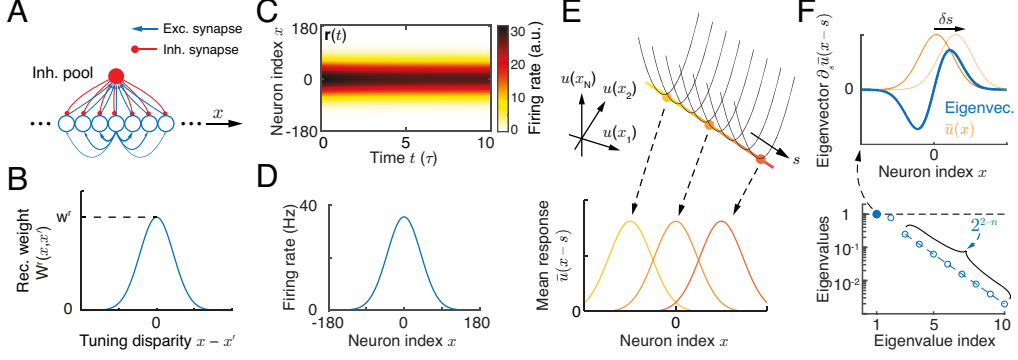 A
Exc. synapse
Inh. synapse
Inh. pool
x
B
Rec. weight
Wʳ(x,x′)
wʳ
0
0
Tuning disparity x − x′
C
Neuron index x
180
0
-180
r(t)
0
5
10
Time t (τ)
30
20
10
0
Firing rate (a.u.)
D
Firing rate (Hz)
40
0
-180
0
180
Neuron index x
E
u(x_N)
u(x_2)
u(x_1)
s
Mean response
ū(x−s)
0
0
Neuron index x
F
δs
Eigenvector ∂_s ū(x−s)
0
Eigenvec.
ū(x)
0
Neuron index x
Eigenvalues
1
10⁻¹
10⁻²
2^{2−n}
1
5
10
Eigenvalue index